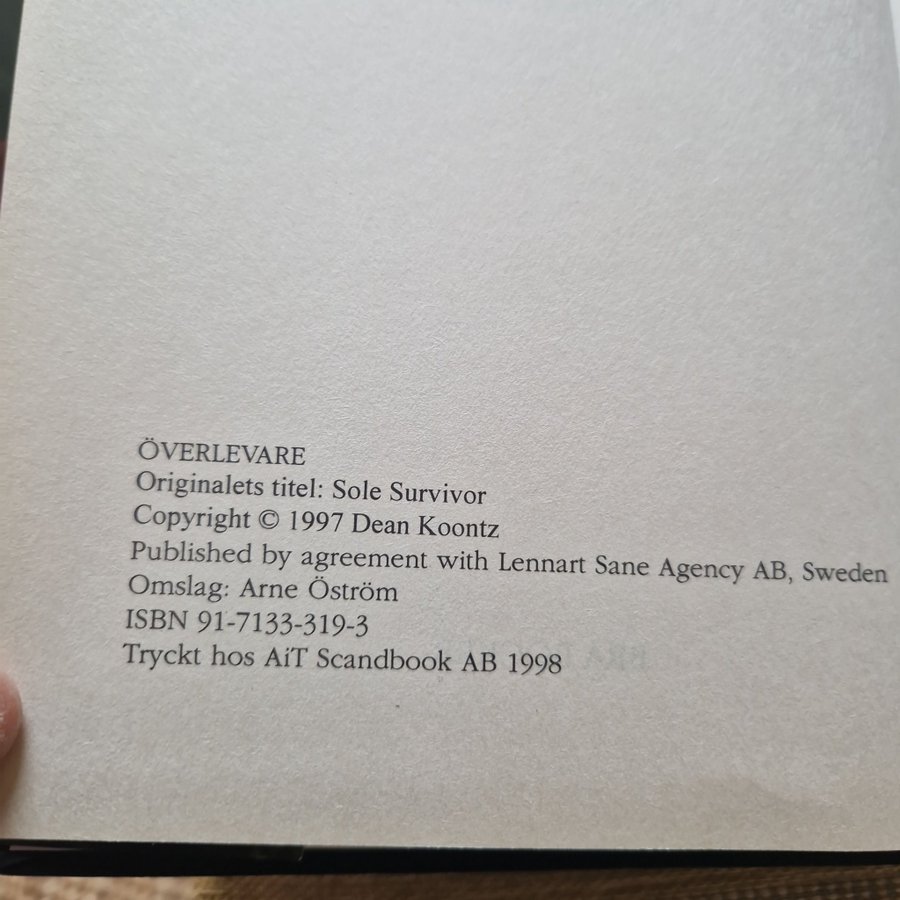 ÖVERLEVARE
Originalets titel: Sole Survivor
Copyright © 1997 Dean Koontz
Published by agreement with Lennart Sane Agency AB, Sweden
Omslag: Arne Öström
ISBN 91-7133-319-3
Tryckt hos AiT Scandbook AB 1998